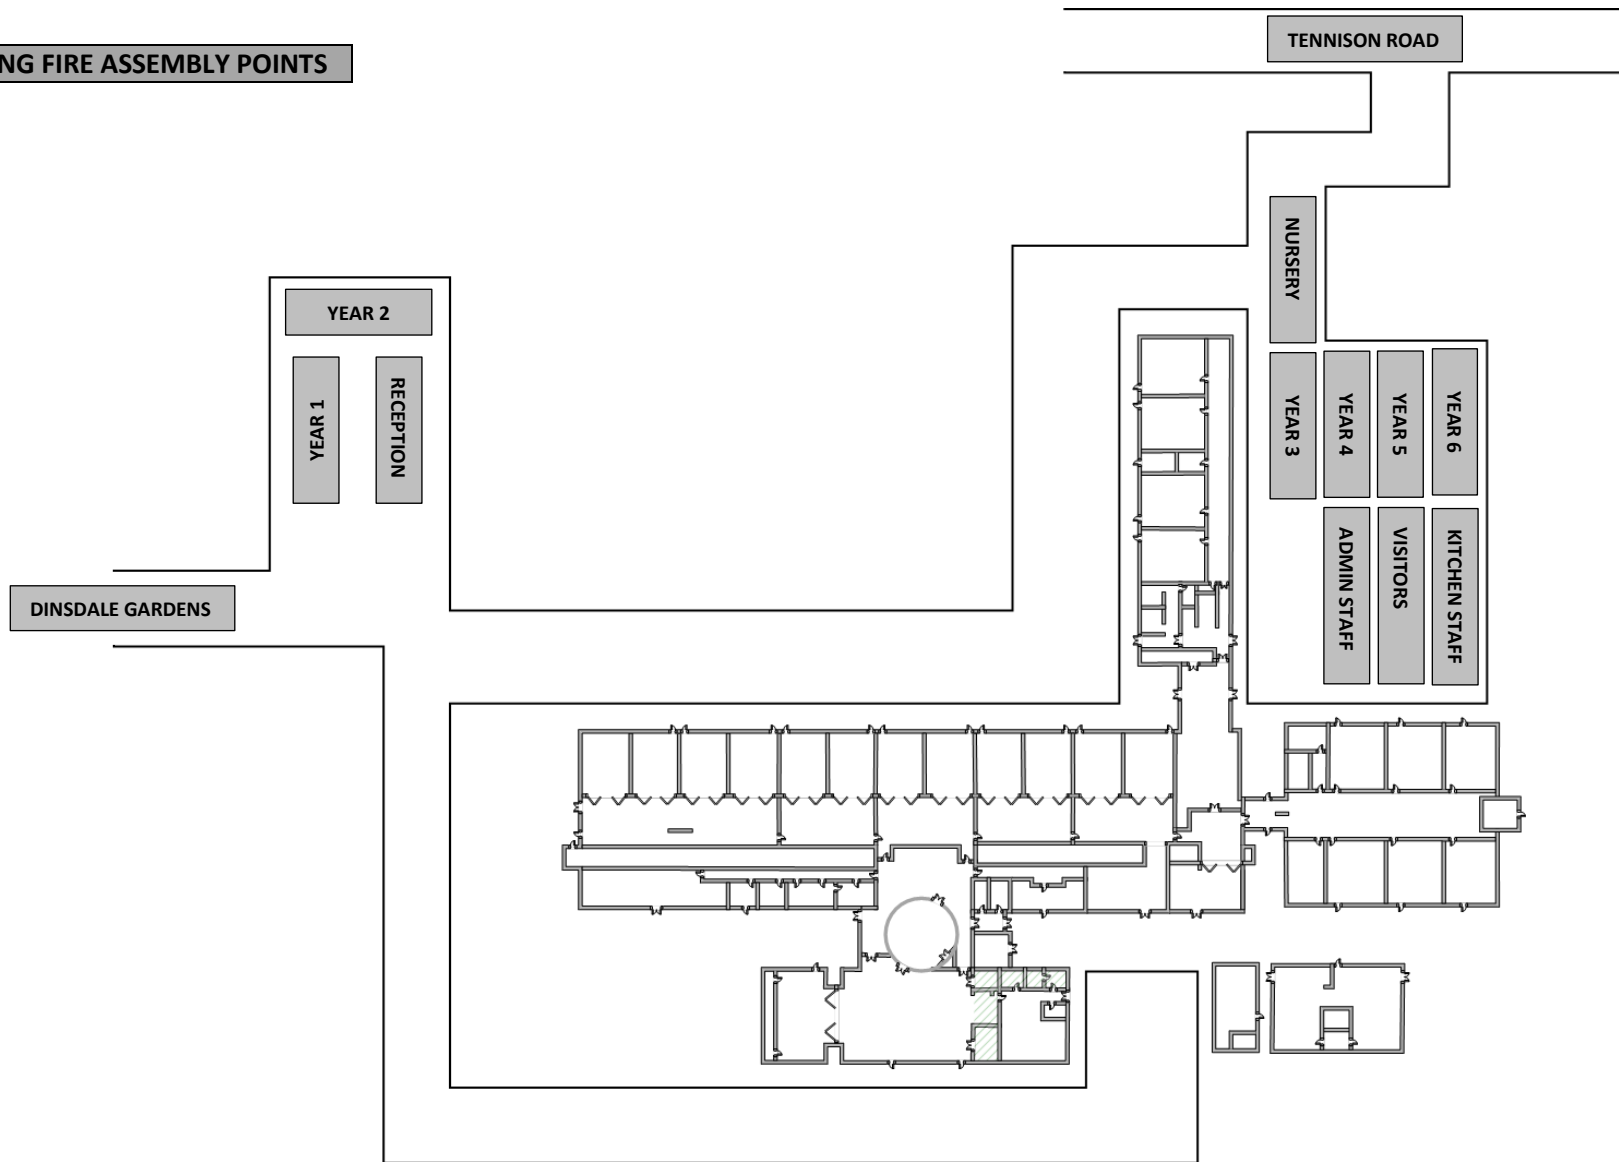 NG FIRE ASSEMBLY POINTS
TENNISON ROAD
NURSERY
YEAR 2
YEAR 1
RECEPTION
YEAR 3
YEAR 4
YEAR 5
YEAR 6
ADMIN STAFF
VISITORS
KITCHEN STAFF
DINSDALE GARDENS